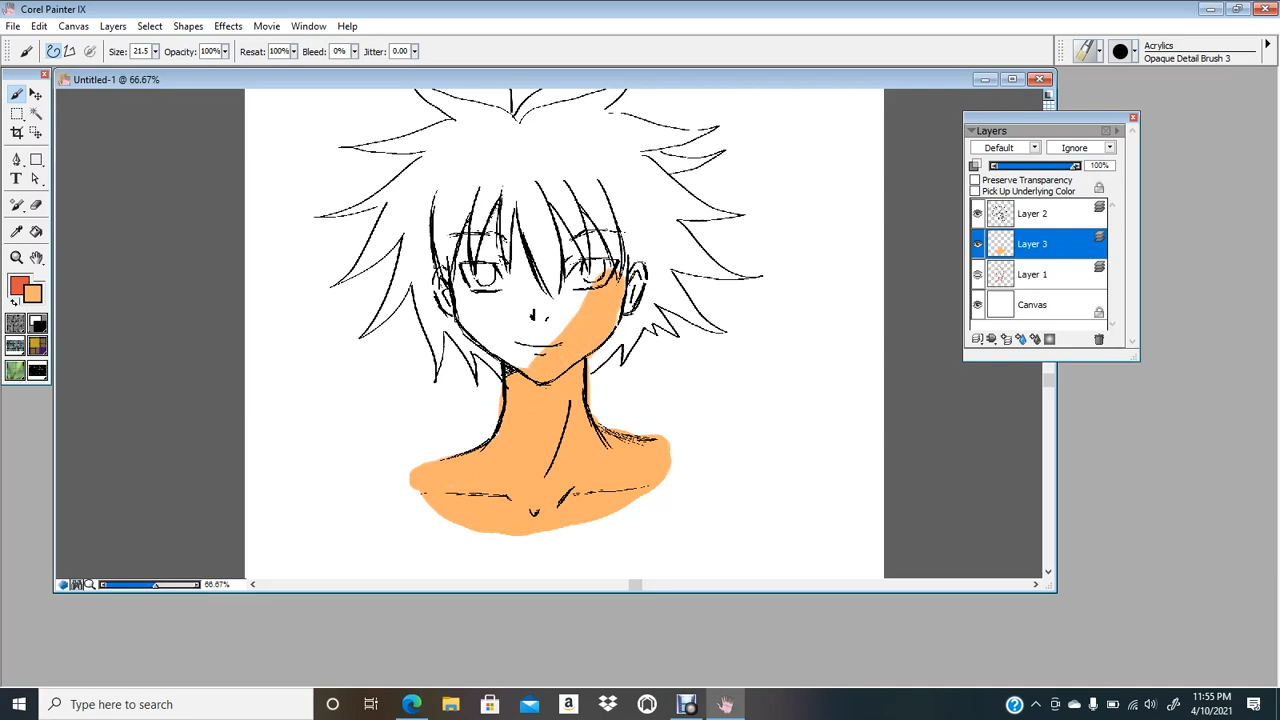 Corel Painter IX
File Edit Canvas Layers Select Shapes Effects Movie Window Help
Size: 21.5 Opacity: 100% Resat: 100% Bleed: 0% Jitter: 0.00
Acrylics
Opaque Detail Brush 3
Untitled-1 @ 66.67%
Layers
Default Ignore
100%
Preserve Transparency
Pick Up Underlying Color
Layer 2
Layer 3
Layer 1
Canvas
T
66.67%
Type here to search
11:55 PM
4/10/2021